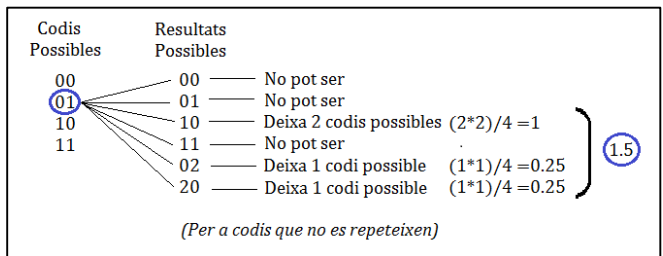 Codis Resultats
Possibles Possibles
00 00 No pot ser
01 01 No pot ser
10 10 Deixa 2 codis possibles (2*2)/4 =1
11 11 No pot ser .
02 Deixa 1 codi possible (1*1)/4 =0.25
20 Deixa 1 codi possible (1*1)/4 =0.25
1.5
(Per a codis que no es repeteixen)